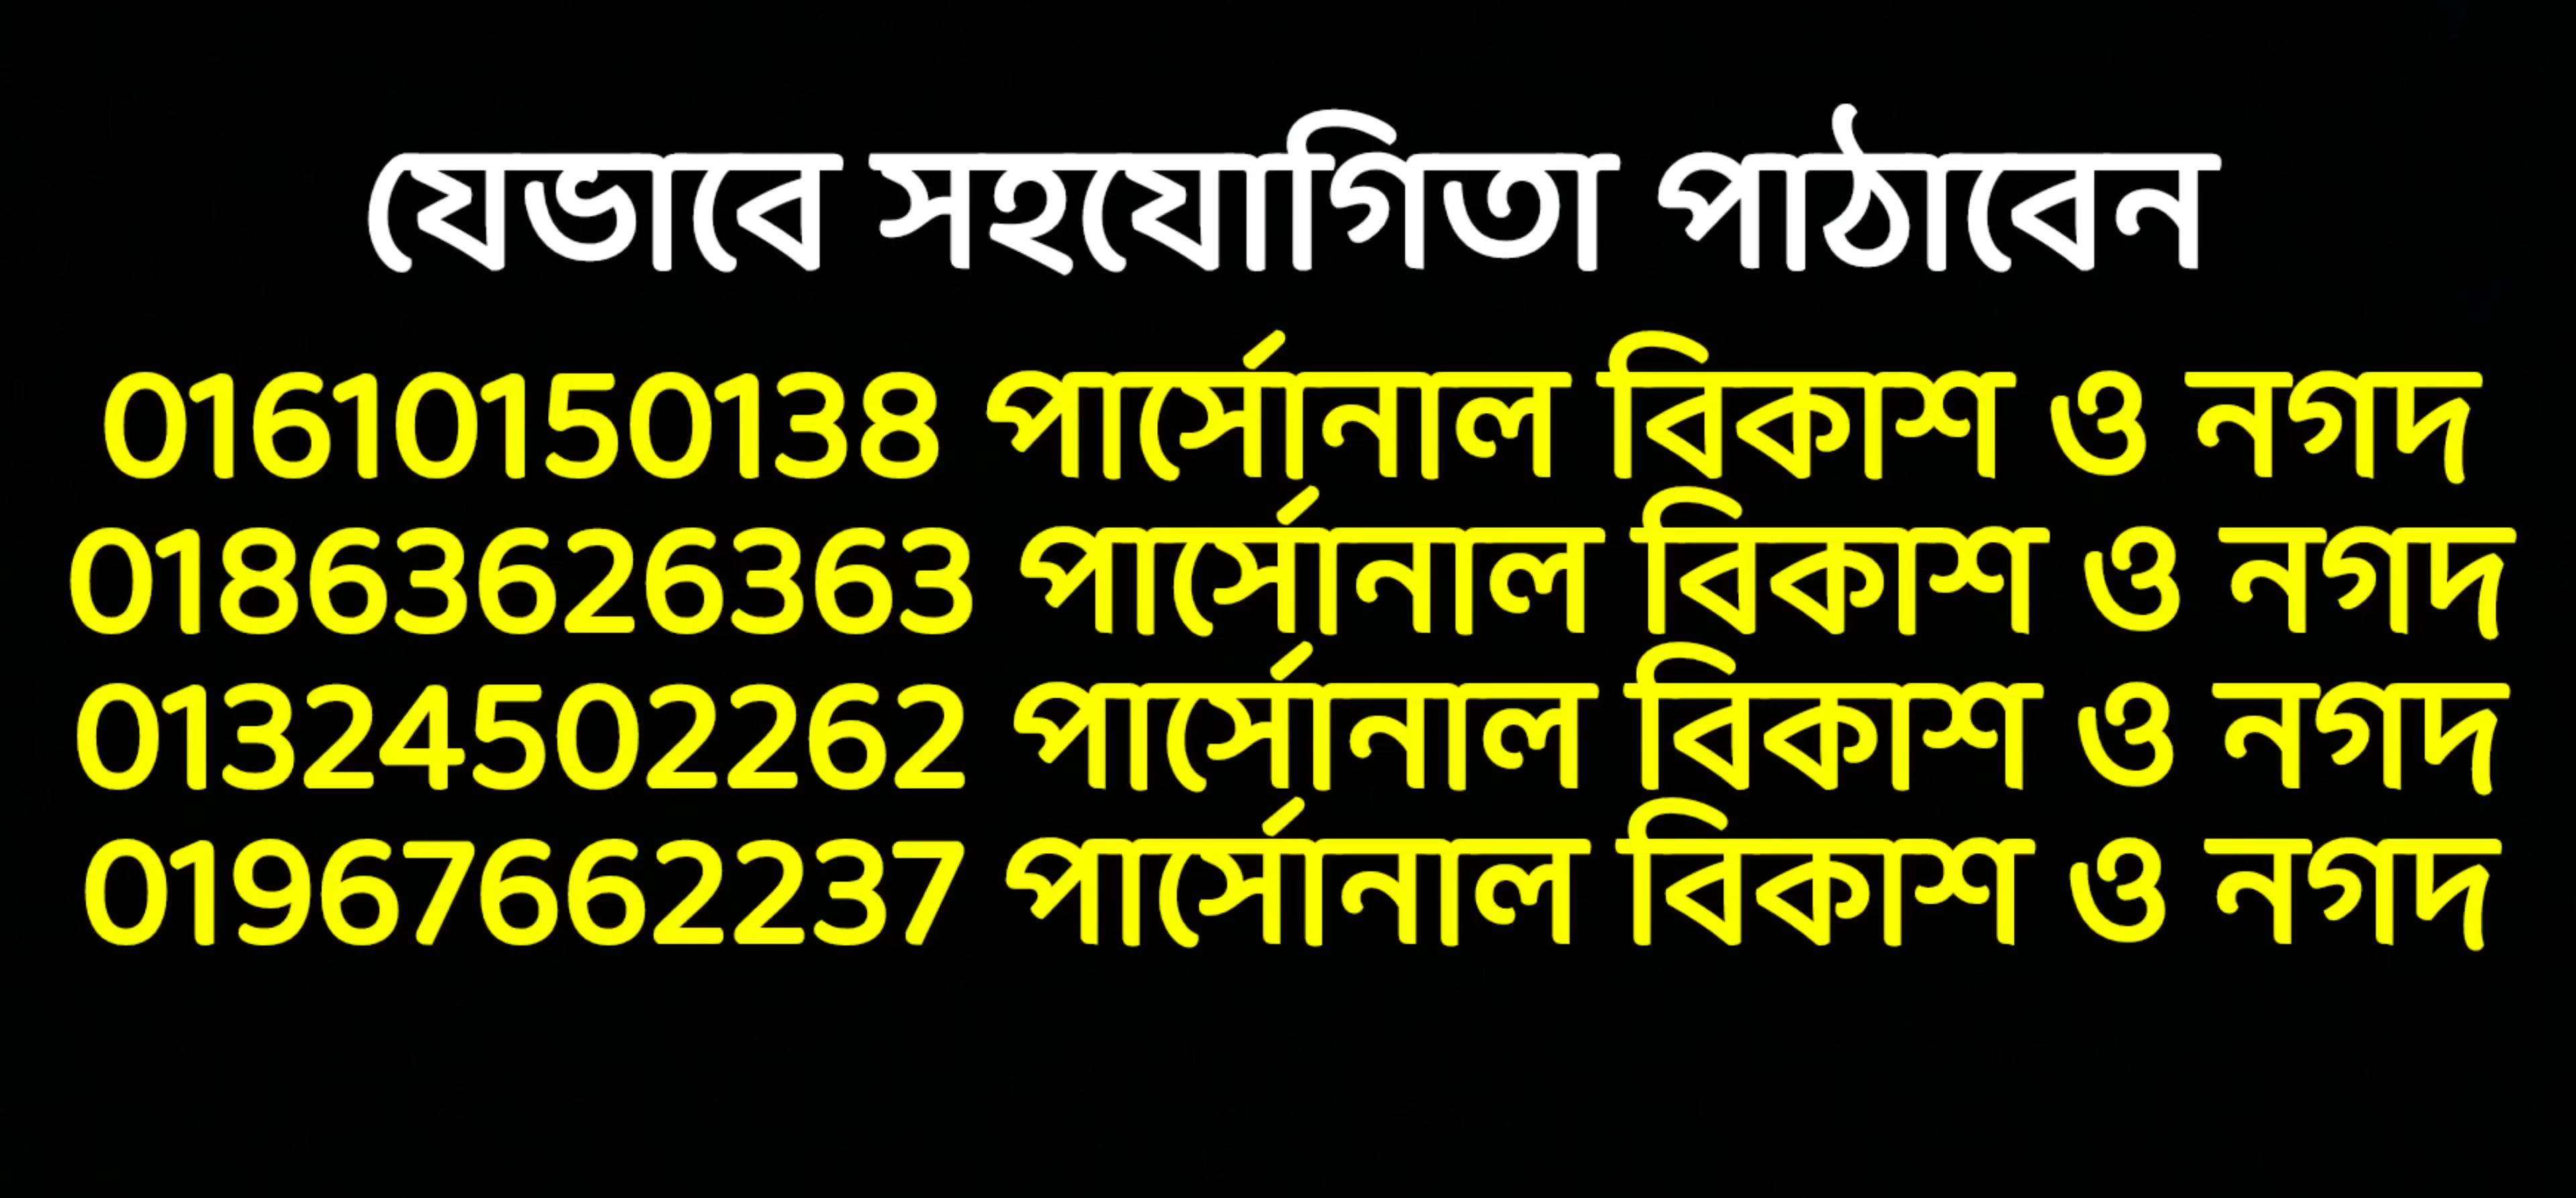 যেভাবে সহযোগিতা পাঠাবেন
01610150138 পার্সোনাল বিকাশ ও নগদ
01863626363 পার্সোনাল বিকাশ ও নগদ
01324502262 পার্সোনাল বিকাশ ও নগদ
01967662237 পার্সোনাল বিকাশ ও নগদ